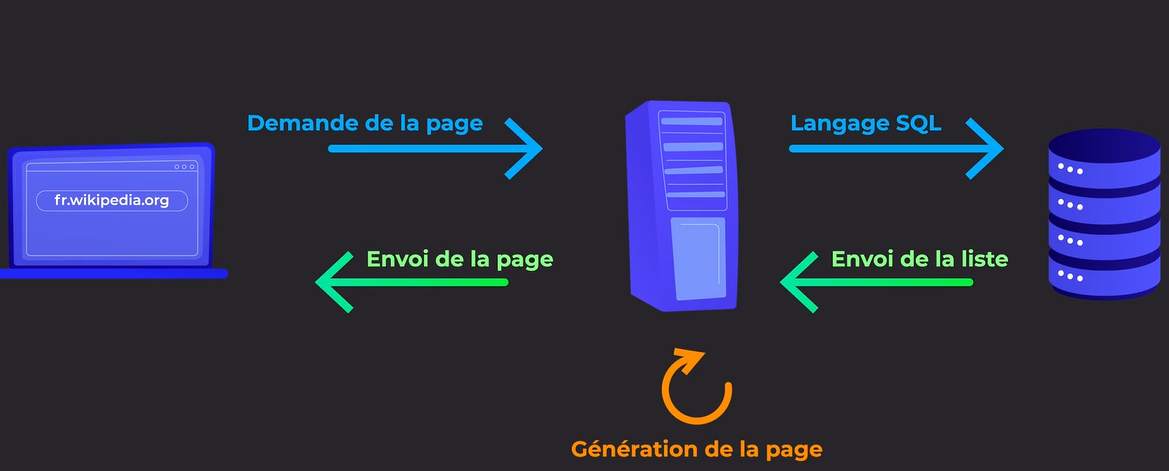 Demande de la page
Langage SQL
fr.wikipedia.org
Envoi de la page
Envoi de la liste
Génération de la page